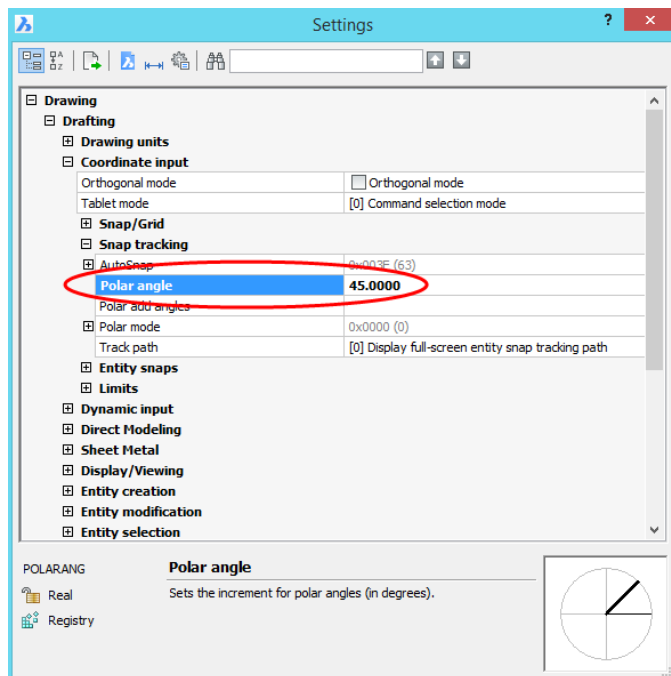 Settings
?
Drawing
Drafting
Drawing units
Coordinate input
Orthogonal mode Orthogonal mode
Tablet mode [0] Command selection mode
Snap/Grid
Snap tracking
AutoSnap 0x003F (63)
Polar angle 45.0000
Polar add angles
Polar mode 0x0000 (0)
Track path [0] Display full-screen entity snap tracking path
Entity snaps
Limits
Dynamic input
Direct Modeling
Sheet Metal
Display/Viewing
Entity creation
Entity modification
Entity selection
POLARANG Polar angle
Real Sets the increment for polar angles (in degrees).
Registry